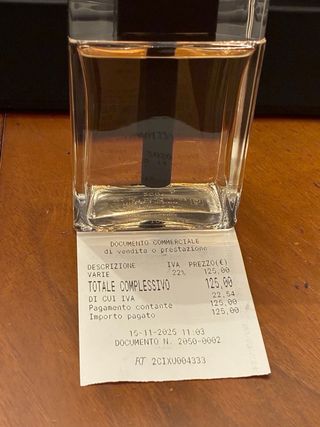 DOCUMENTO COMMERCIALE
di vendita o prestazione
DESCRIZIONE IVA PREZZO(€)
VARIE 22% 125,00
TOTALE COMPLESSIVO 125,00
DI CUI IVA 22,54
Pagamento contante 125,00
Importo pagato 125,00
15-11-2025 11:03
DOCUMENTO N. 2050-0002
RT 2CIXU004333